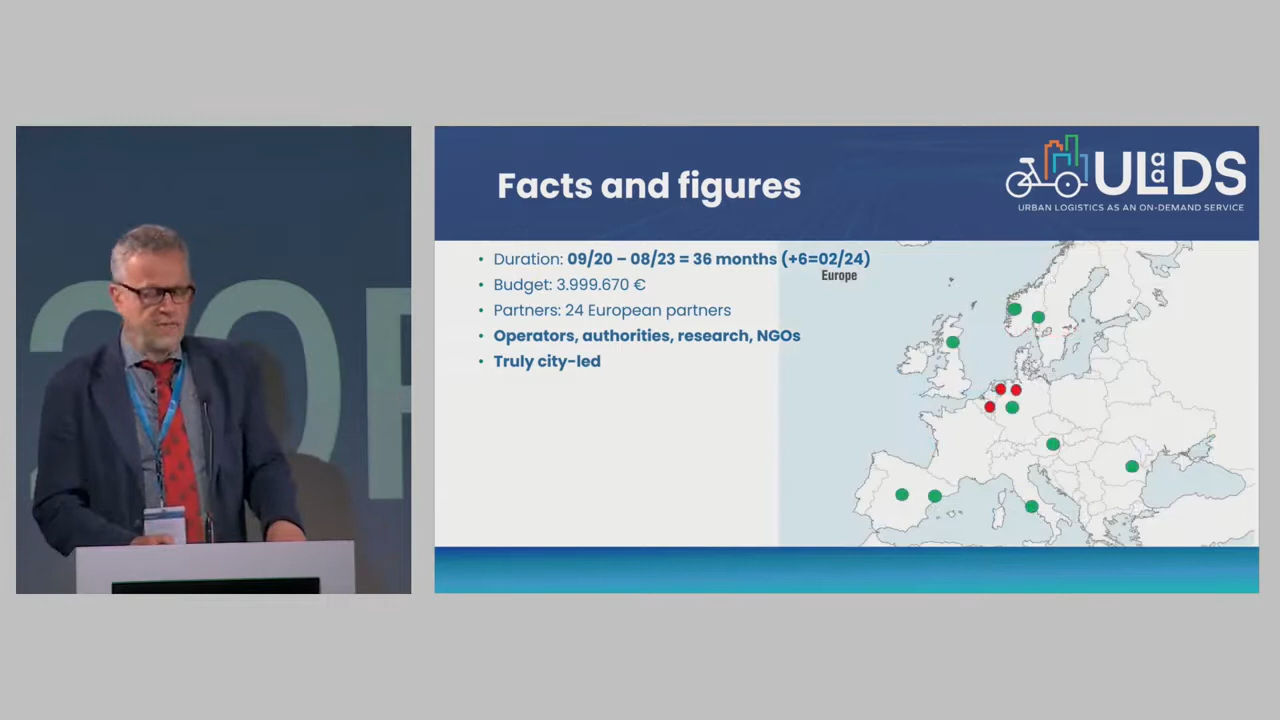 Facts and figures
ULaaDS
URBAN LOGISTICS AS AN ON-DEMAND SERVICE
• Duration: 09/20 – 08/23 = 36 months (+6=02/24)
Europe
• Budget: 3.999.670 €
• Partners: 24 European partners
• Operators, authorities, research, NGOs
• Truly city-led